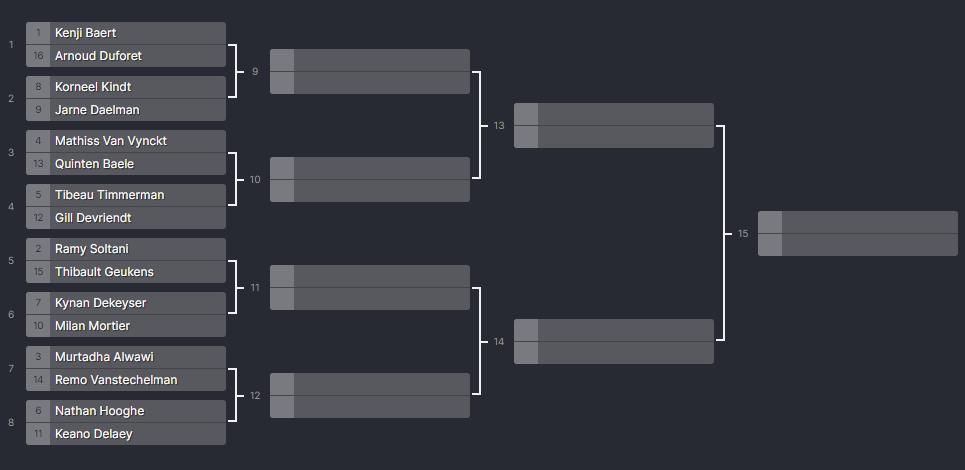 1
1 Kenji Baert
16 Arnoud Duforet
2
8 Korneel Kindt
9 Jarne Daelman
3
4 Mathiss Van Vynckt
13 Quinten Baele
4
5 Tibeau Timmerman
12 Gill Devriendt
5
2 Ramy Soltani
15 Thibault Geukens
6
7 Kynan Dekeyser
10 Milan Mortier
7
3 Murtadha Alwawi
14 Remo Vanstechelman
8
6 Nathan Hooghe
11 Keano Delaey
9
10
11
12
13
14
15